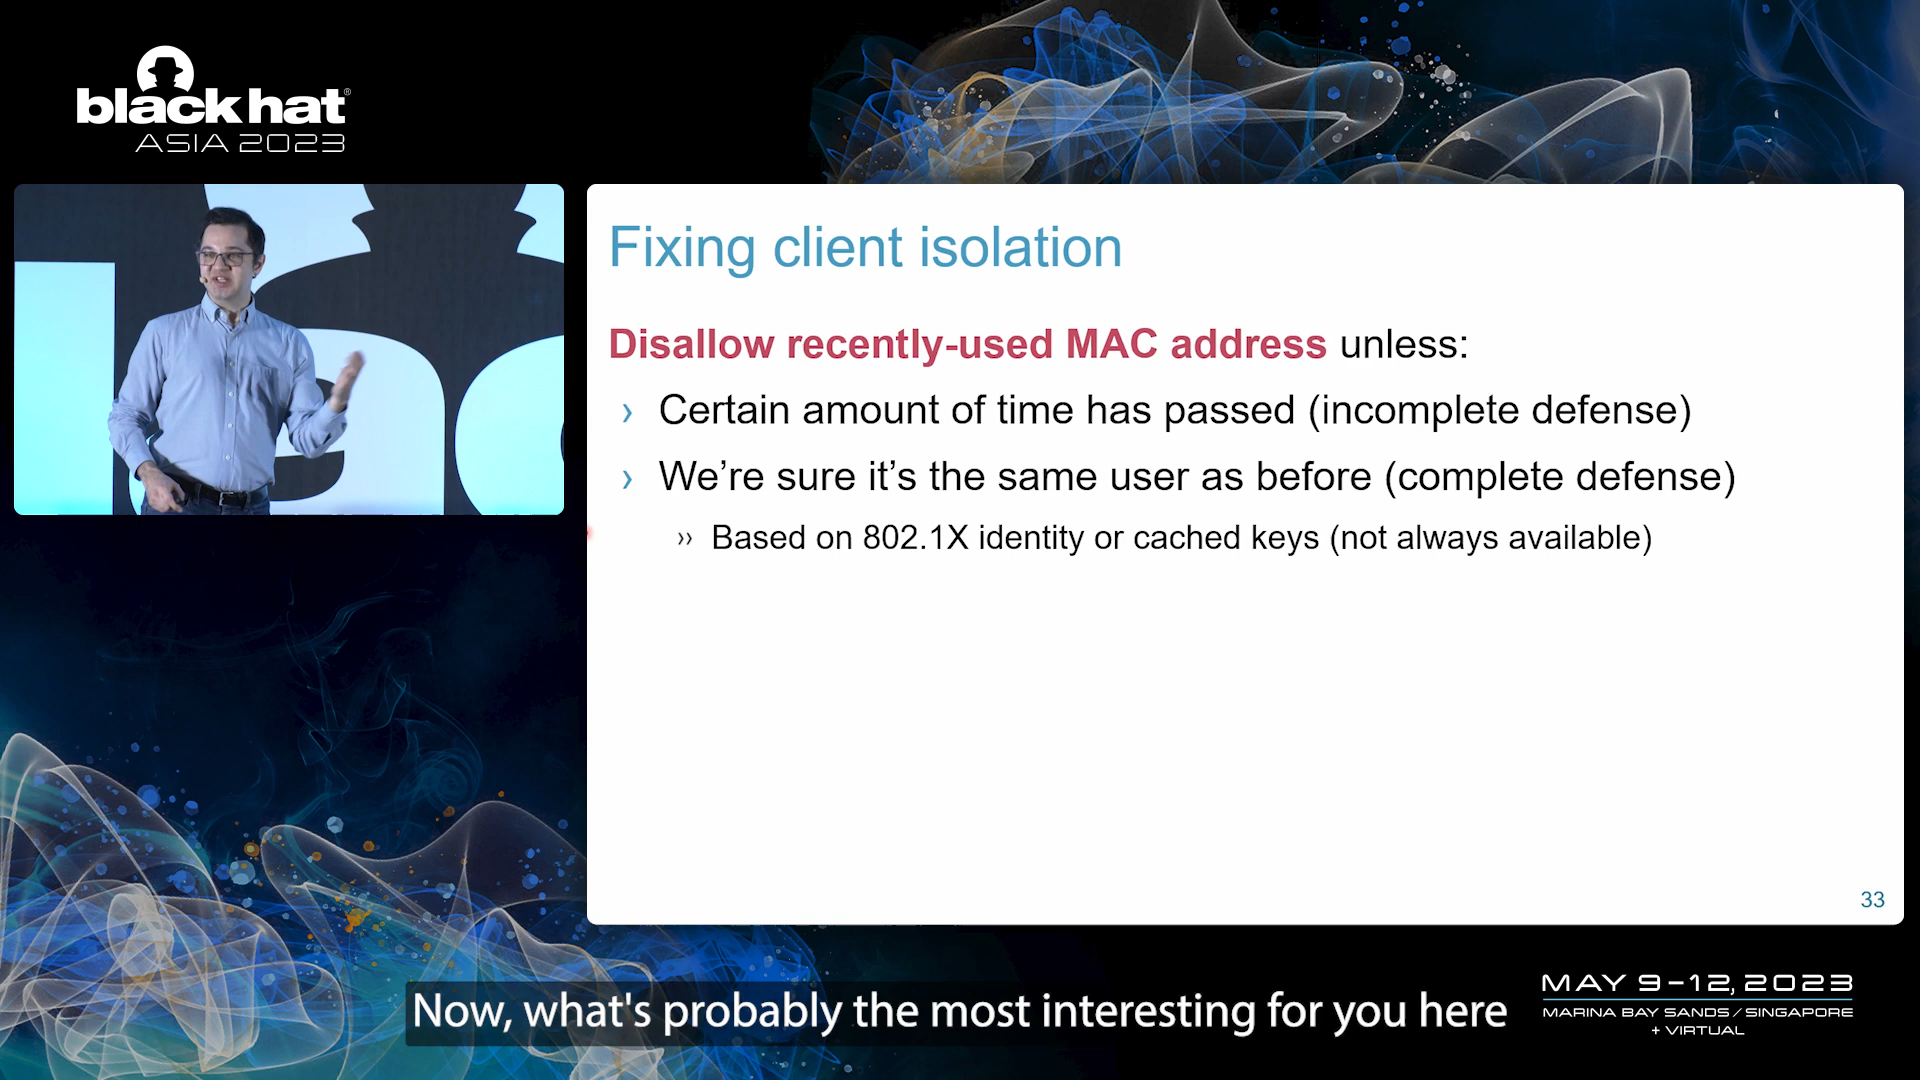 blackhat®
ASIA 2023
Fixing client isolation
Disallow recently-used MAC address unless:
› Certain amount of time has passed (incomplete defense)
› We’re sure it’s the same user as before (complete defense)
›› Based on 802.1X identity or cached keys (not always available)
33
Now, what's probably the most interesting for you here
MAY 9-12, 2023
MARINA BAY SANDS / SINGAPORE
+ VIRTUAL